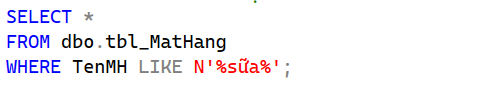 SELECT *
FROM dbo.tbl_MatHang
WHERE TenMH LIKE N'%sữa%';